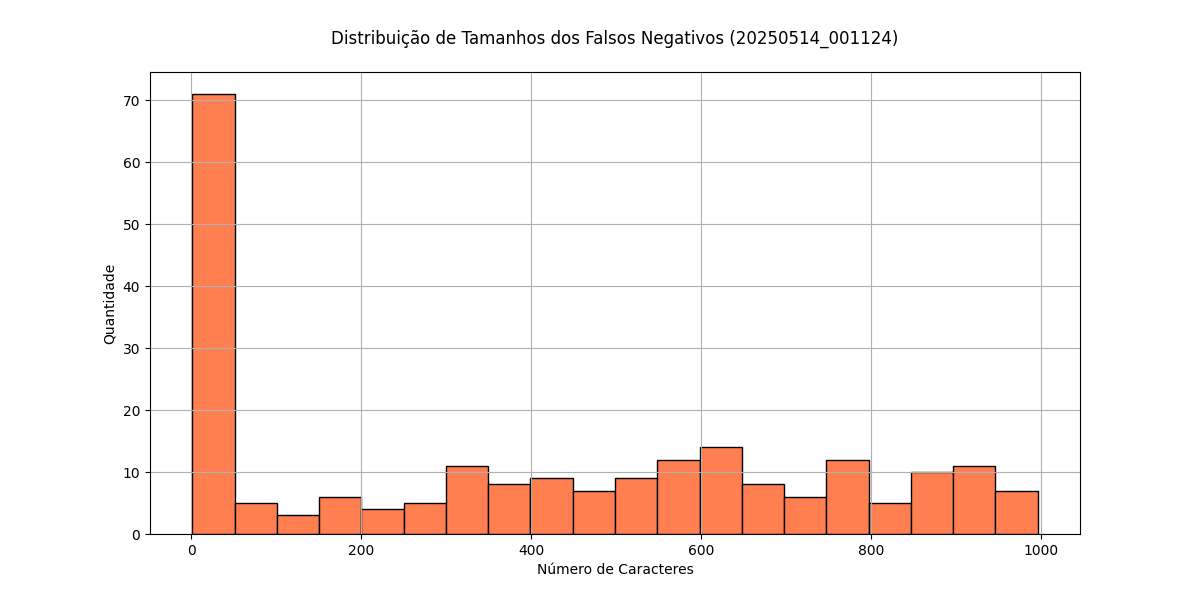 Distribuição de Tamanhos dos Falsos Negativos (20250514_001124)
70
60
50
40
30
20
10
0
Quantidade
0 200 400 600 800 1000
Número de Caracteres